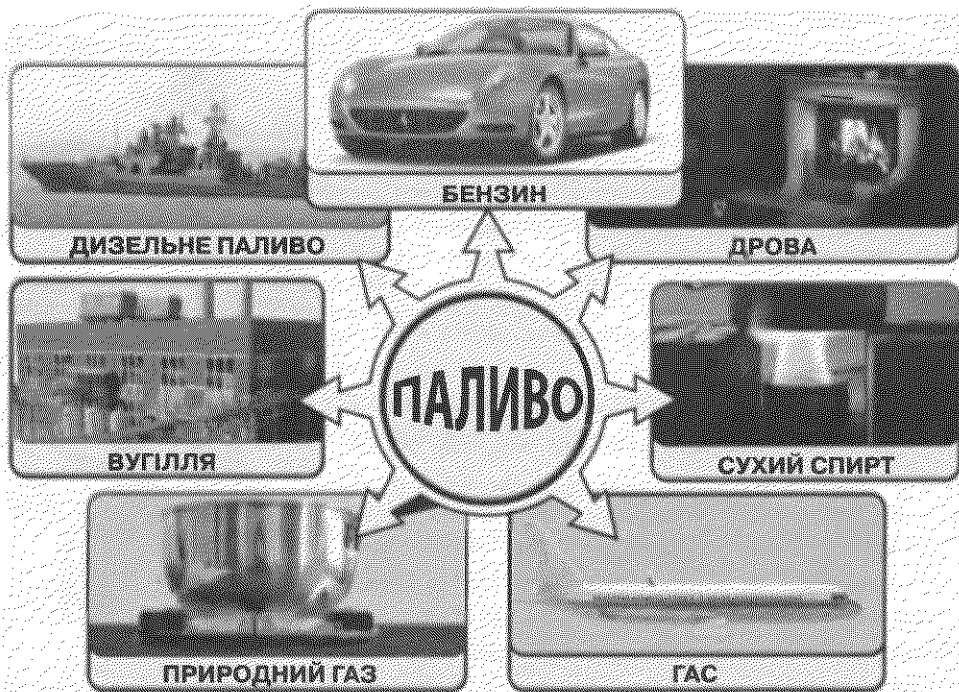 БЕНЗИН
ДИЗЕЛЬНЕ ПАЛИВО
ДРОВА
ПАЛИВО
ВУГІЛЛЯ
СУХИЙ СПИРТ
ПРИРОДНИЙ ГАЗ
ГАС